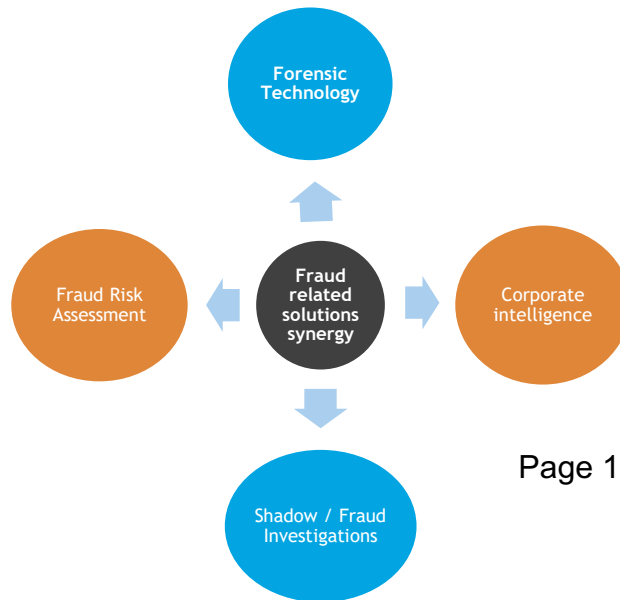 Forensic
Technology
Fraud Risk
Assessment
Fraud
related
solutions
synergy
Corporate
intelligence
Page 1
Shadow / Fraud
Investigations